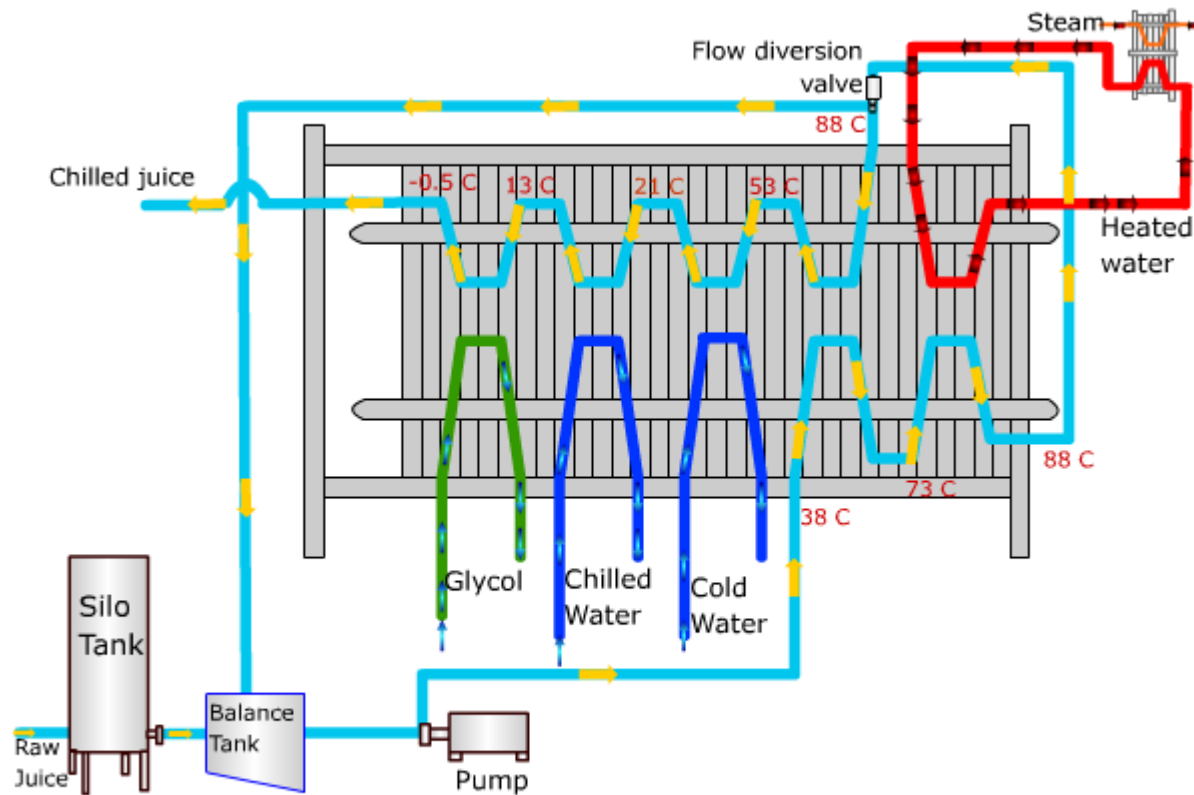 Steam
Flow diversion
valve
88 C
Chilled juice
-0.5 C
13 C
21 C
53 C
Heated
water
88 C
73 C
38 C
Glycol
Chilled
Water
Cold
Water
Silo
Tank
Balance
Tank
Raw
Juice
Pump